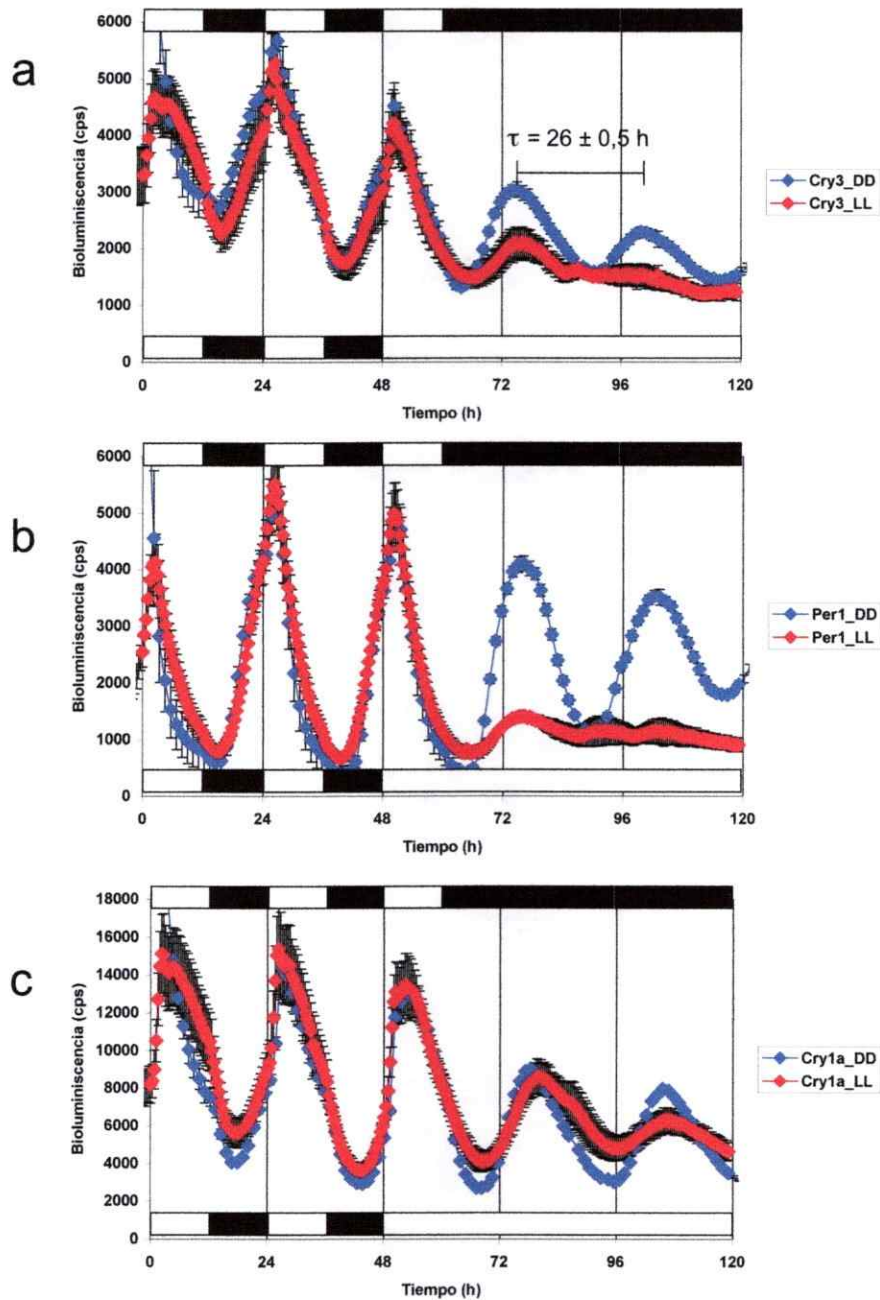 a
6000
5000
4000
3000
2000
1000
0
Bioluminiscencia (cps)
τ = 26 ± 0,5 h
Cry3_DD
Cry3_LL
0 24 48 72 96 120
Tiempo (h)
b
6000
5000
4000
3000
2000
1000
0
Bioluminiscencia (cps)
Per1_DD
Per1_LL
0 24 48 72 96 120
Tiempo (h)
c
18000
16000
14000
12000
10000
8000
6000
4000
2000
0
Bioluminiscencia (cps)
Cry1a_DD
Cry1a_LL
0 24 48 72 96 120
Tiempo (h)